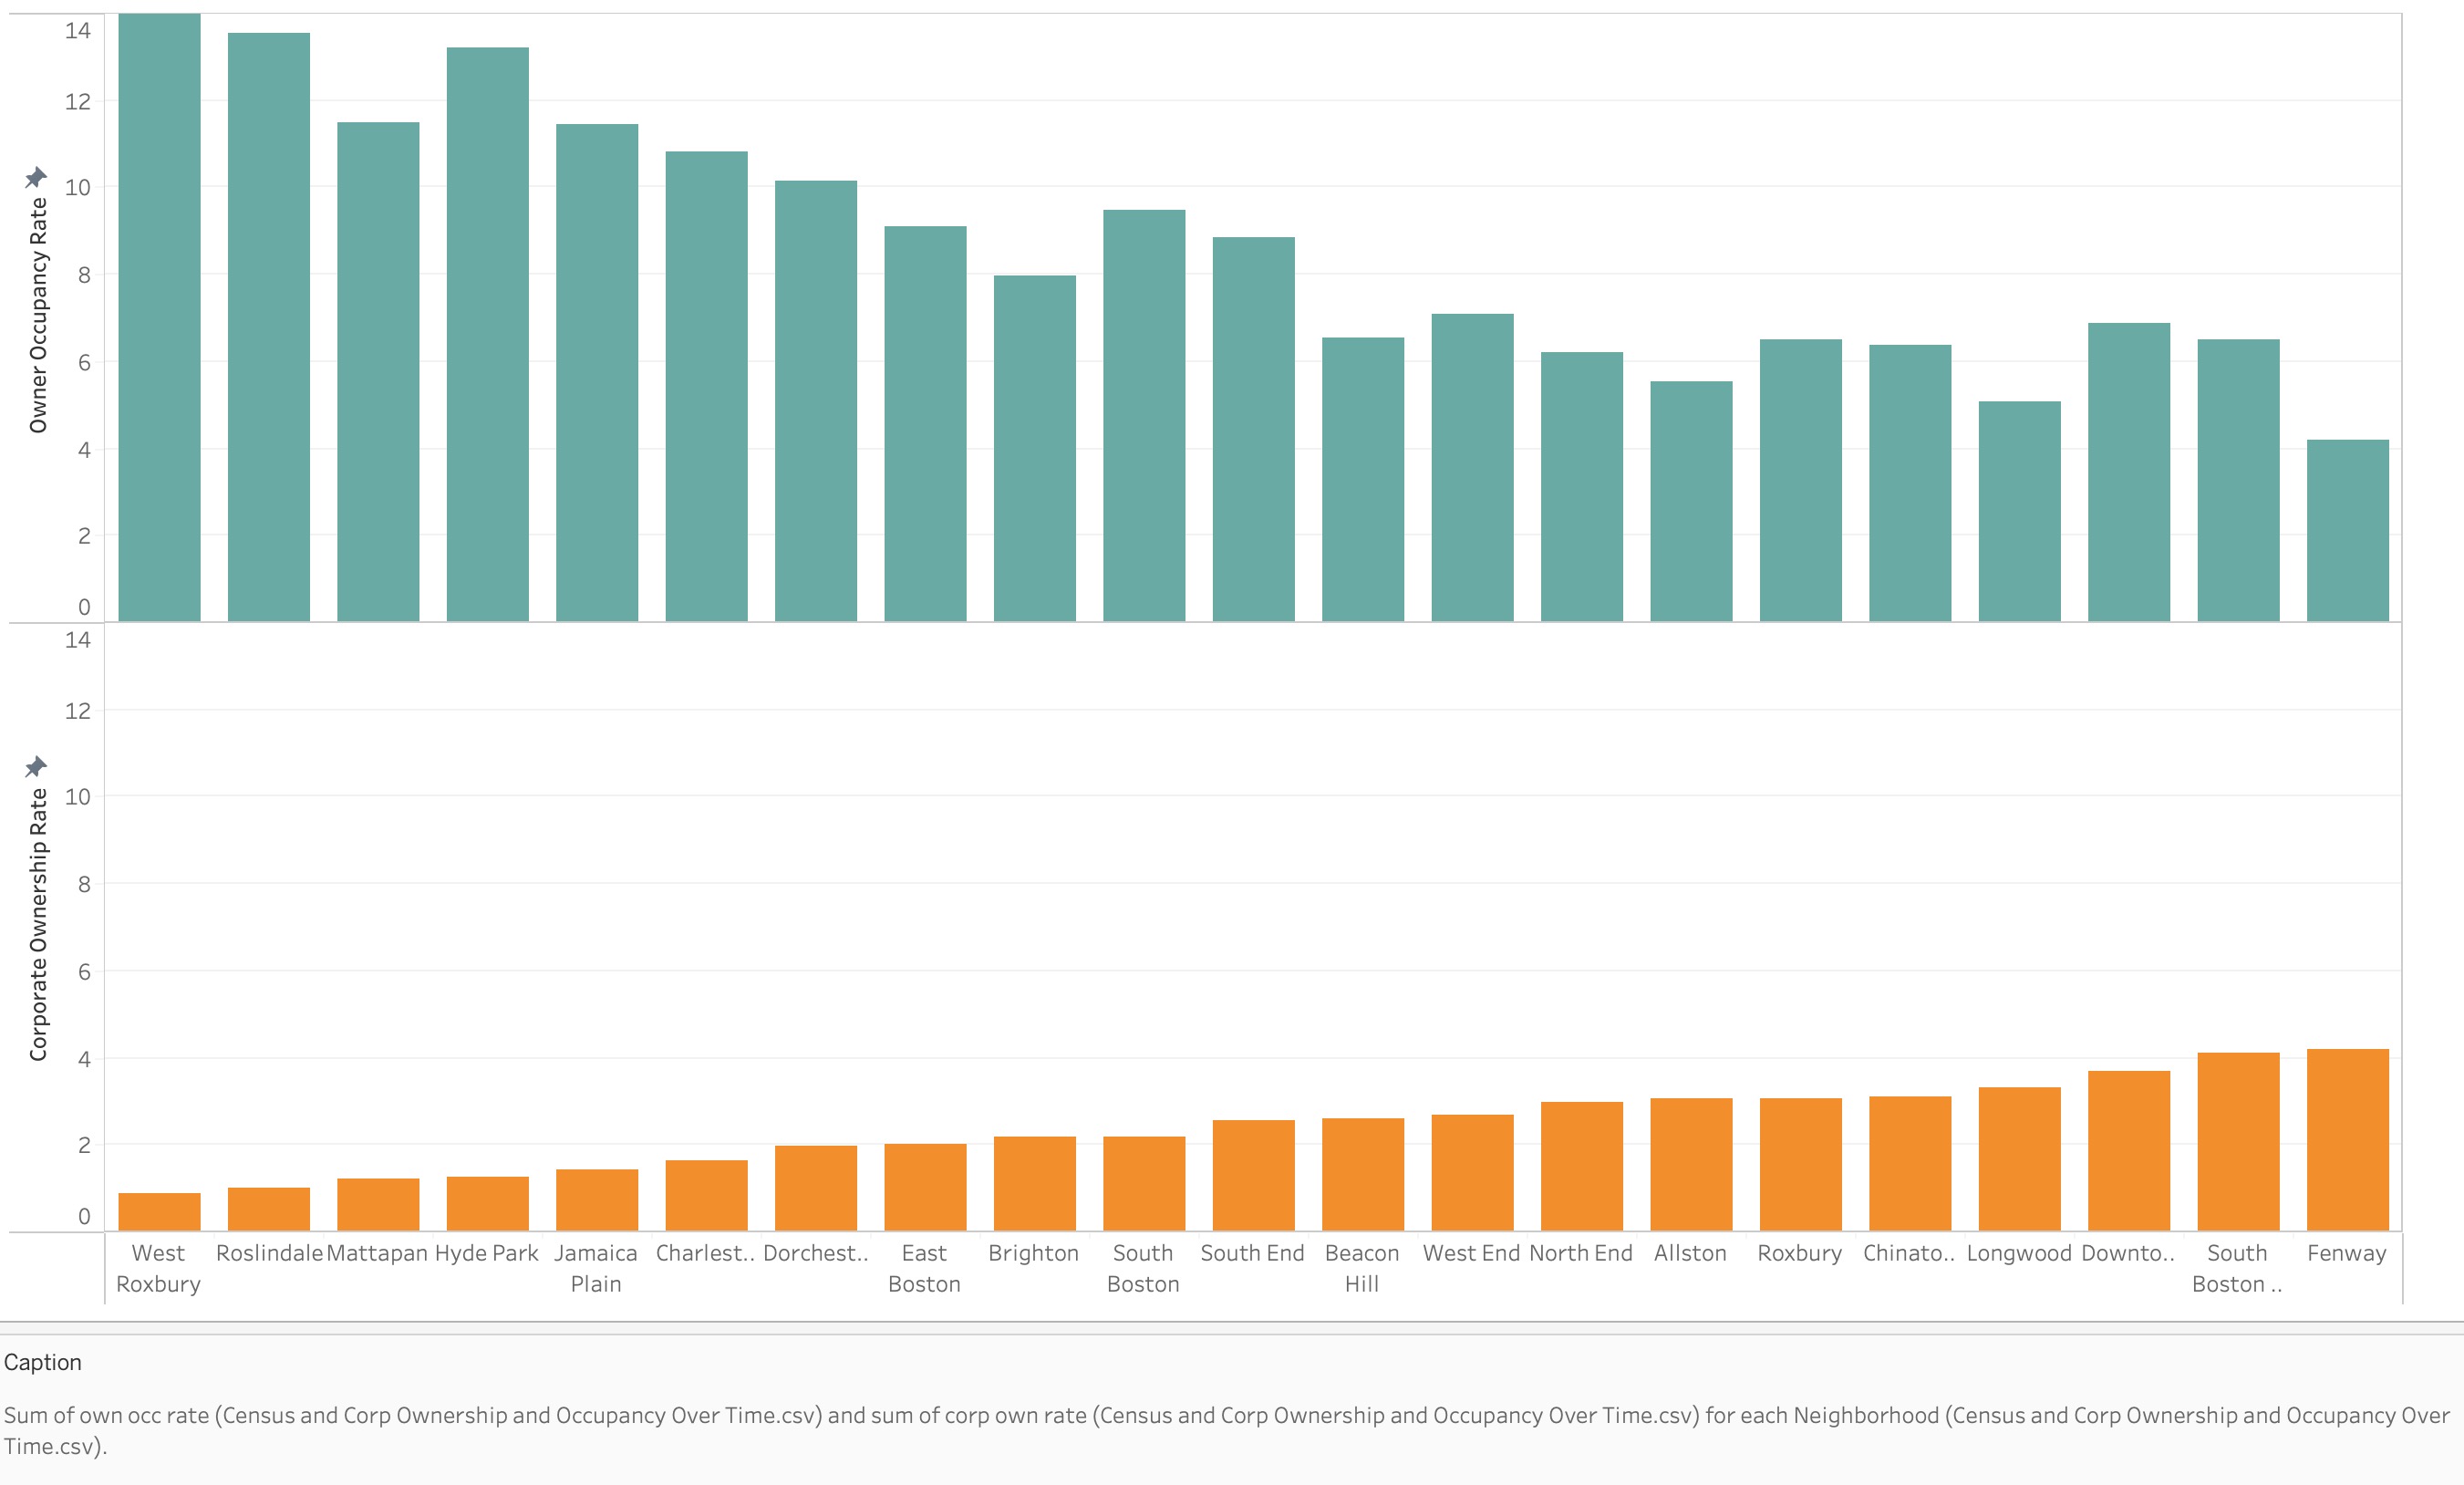 14
12
10
8
6
4
2
0
Owner Occupancy Rate
14
12
10
8
6
4
2
0
Corporate Ownership Rate
West Roslindale Mattapan Hyde Park Jamaica Charlest.. Dorchest.. East Brighton South South End Beacon West End North End Allston Roxbury Chinato.. Longwood Downto.. South Fenway
Roxbury Plain Boston Boston Hill Boston ..
Caption
Sum of own occ rate (Census and Corp Ownership and Occupancy Over Time.csv) and sum of corp own rate (Census and Corp Ownership and Occupancy Over Time.csv) for each Neighborhood (Census and Corp Ownership and Occupancy Over
Time.csv).